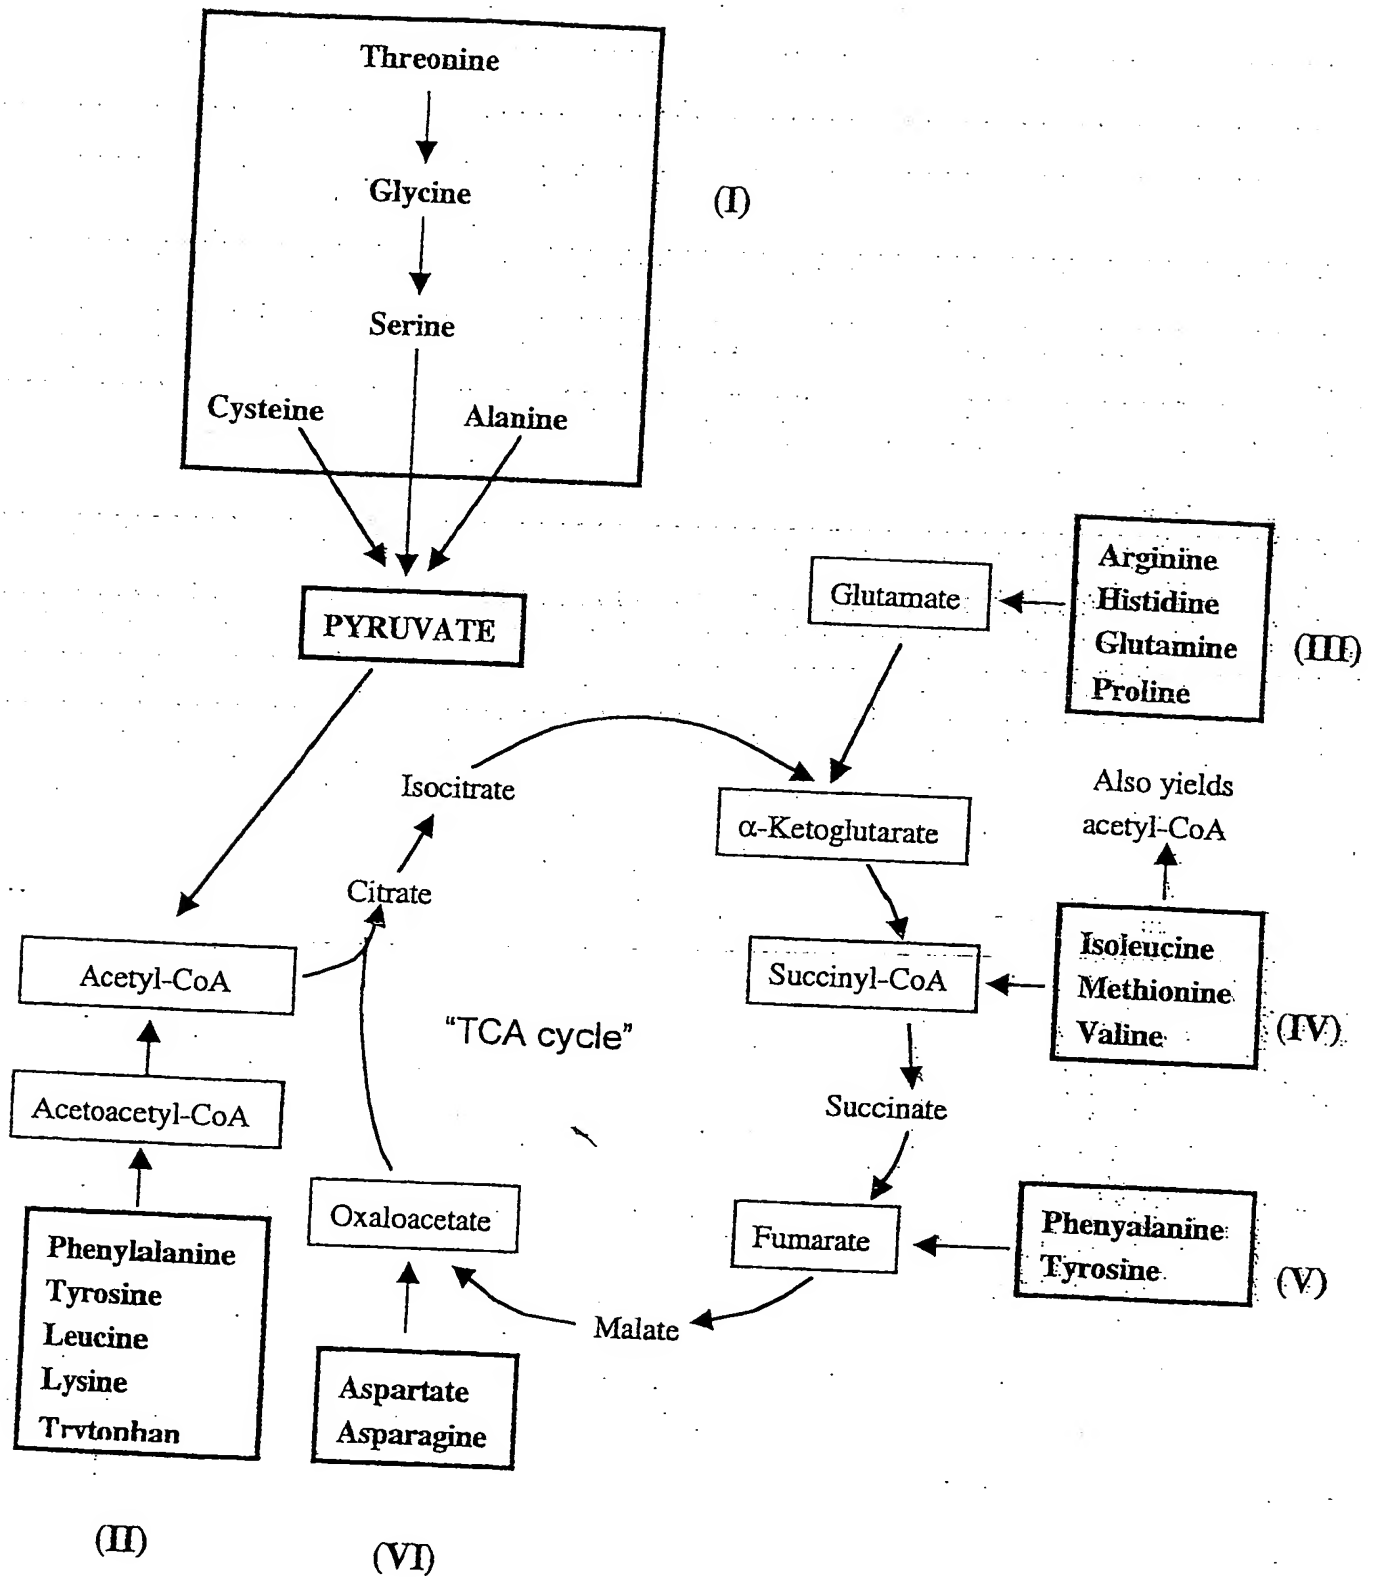 Threonine
Glycine
(I)
Serine
Cysteine
Alanine
PYRUVATE
Glutamate
Arginine
Histidine
Glutamine
Proline
(III)
Isocitrate
α-Ketoglutarate
Also yields
acetyl-CoA
Citrate
Acetyl-CoA
Succinyl-CoA
Isoleucine
Methionine
Valine
(IV)
"TCA cycle"
Acetoacetyl-CoA
Succinate
Oxaloacetate
Fumarate
Phenyalanine
Tyrosine
(V)
Malate
Phenylalanine
Tyrosine
Leucine
Lysine
Trytophan
Aspartate
Asparagine
(II)
(VI)